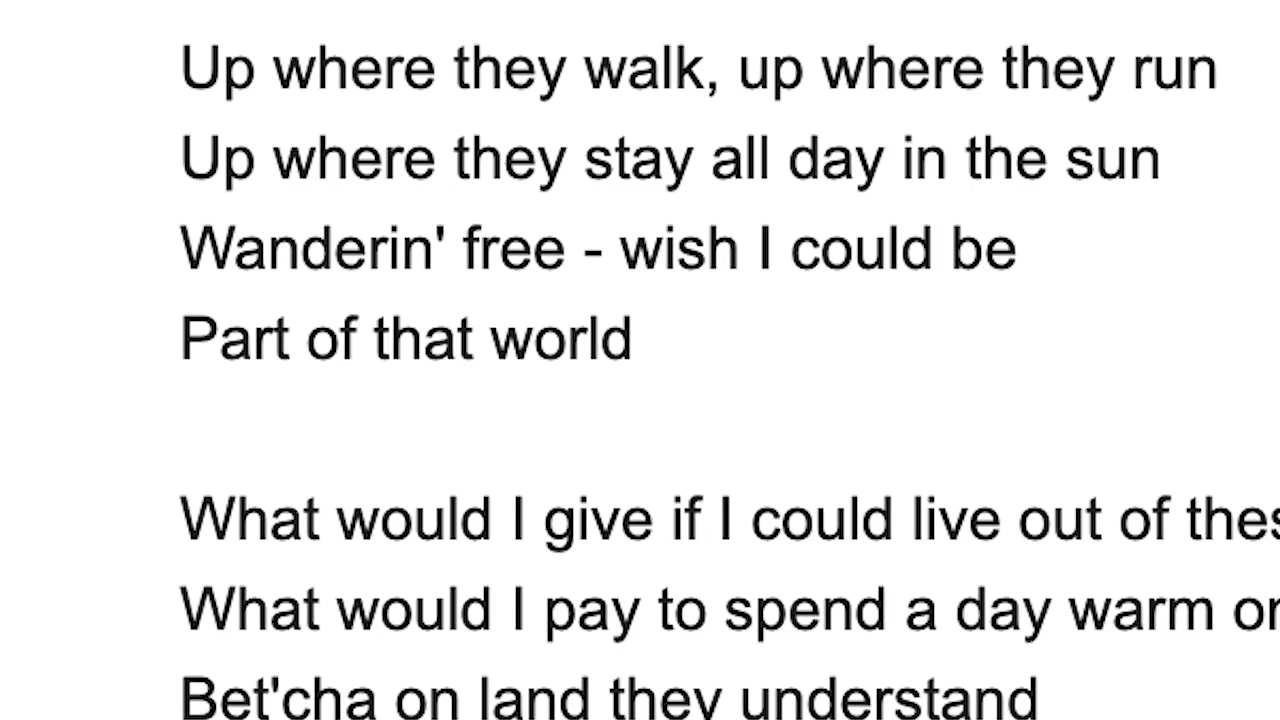 Up where they walk, up where they run
Up where they stay all day in the sun
Wanderin' free - wish I could be
Part of that world
What would I give if I could live out of
What would I pay to spend a day warm
Bet'cha on land they understand